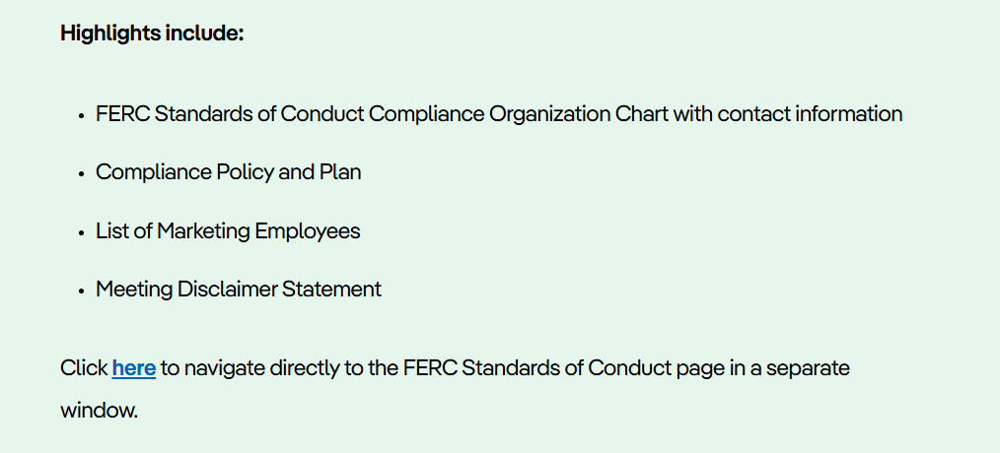 Highlights include:
• FERC Standards of Conduct Compliance Organization Chart with contact information
• Compliance Policy and Plan
• List of Marketing Employees
• Meeting Disclaimer Statement
Click here to navigate directly to the FERC Standards of Conduct page in a separate
window.